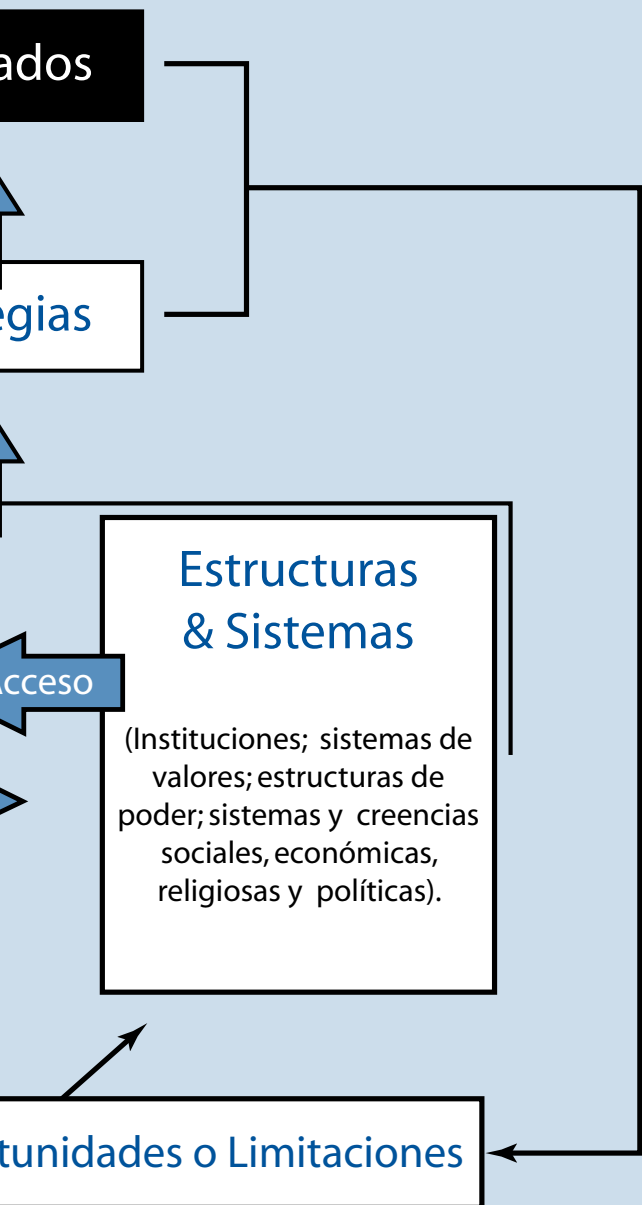 ados
egias
Estructuras
& Sistemas
Acceso
(Instituciones; sistemas de
valores; estructuras de
poder; sistemas y creencias
sociales, económicas,
religiosas y políticas).
tunidades o Limitaciones